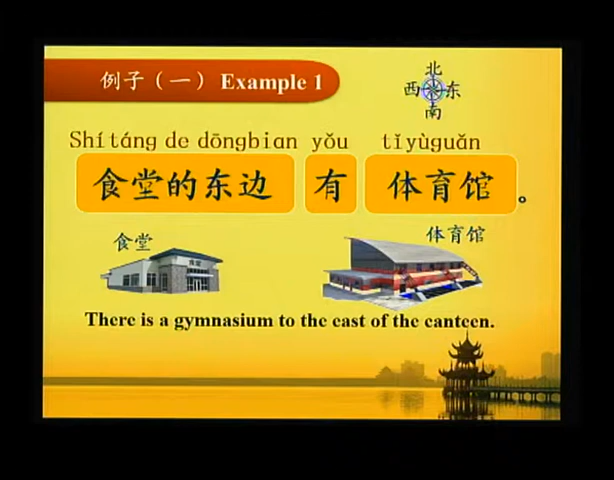 例子（一）Example 1
北
西 东
南
Shítáng de dōngbian yǒu tǐyùguǎn
食堂的东边 有 体育馆。
食堂 体育馆
There is a gymnasium to the east of the canteen.